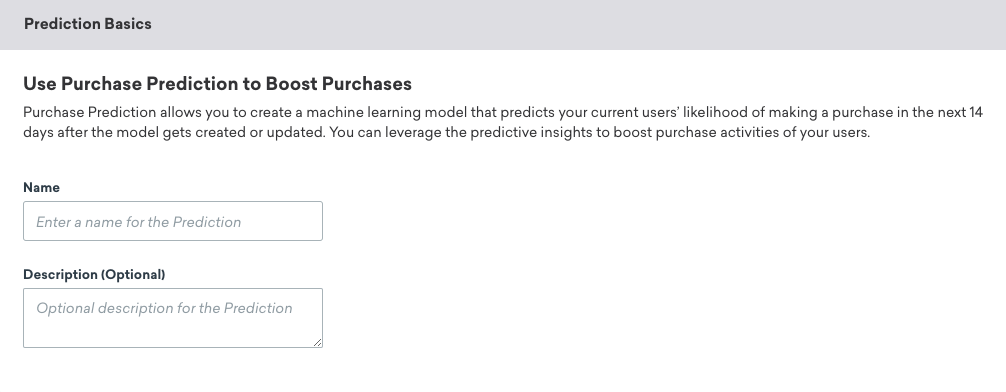 Prediction Basics
Use Purchase Prediction to Boost Purchases
Purchase Prediction allows you to create a machine learning model that predicts your current users’ likelihood of making a purchase in the next 14
days after the model gets created or updated. You can leverage the predictive insights to boost purchase activities of your users.
Name
Enter a name for the Prediction
Description (Optional)
Optional description for the Prediction